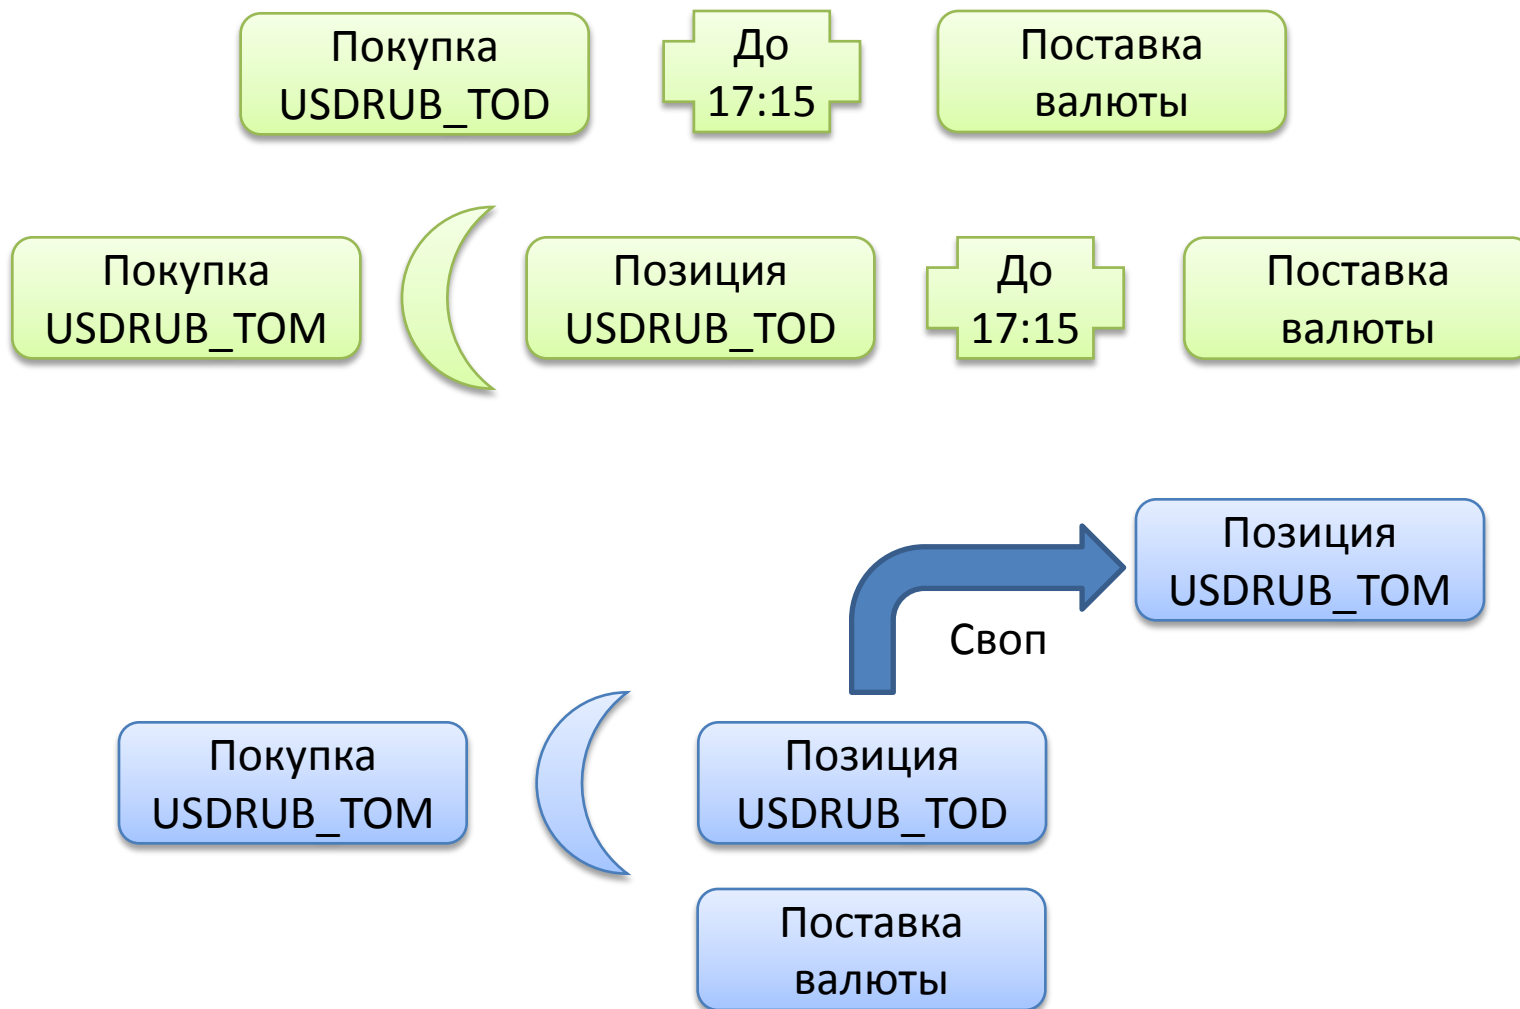 Покупка
USDRUB_TOD
До
17:15
Поставка
валюты
Покупка
USDRUB_TOM
Позиция
USDRUB_TOD
До
17:15
Поставка
валюты
Позиция
USDRUB_TOM
Своп
Покупка
USDRUB_TOM
Позиция
USDRUB_TOD
Поставка
валюты